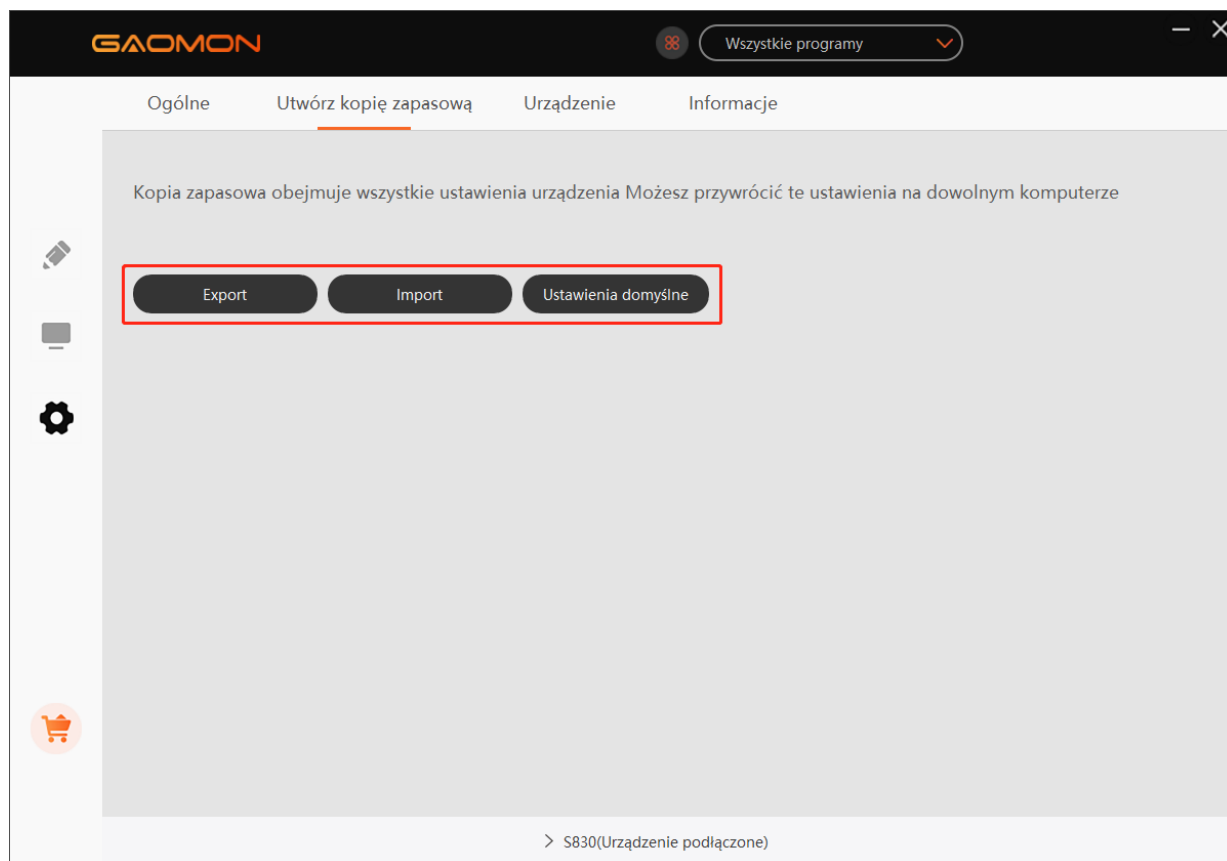 GAOMON
Wszystkie programy
Ogólne Utwórz kopię zapasową Urządzenie Informacje
Kopia zapasowa obejmuje wszystkie ustawienia urządzenia Możesz przywrócić te ustawienia na dowolnym komputerze
Export Import Ustawienia domyślne
S830(Urządzenie podłączone)